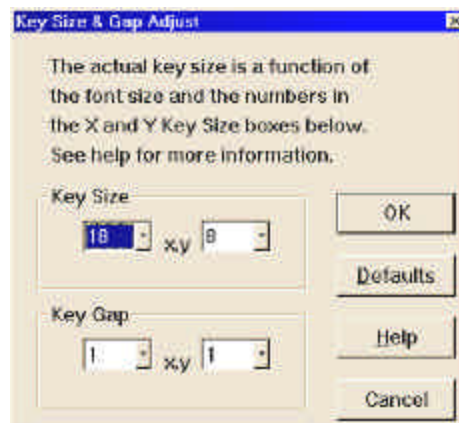 Key Size & Gap Adjust
The actual key size is a function of
the font size and the numbers in
the X and Y Key Size boxes below.
See help for more information.
Key Size
18 x,y 8
OK
Defaults
Key Gap
1 x,y 1
Help
Cancel